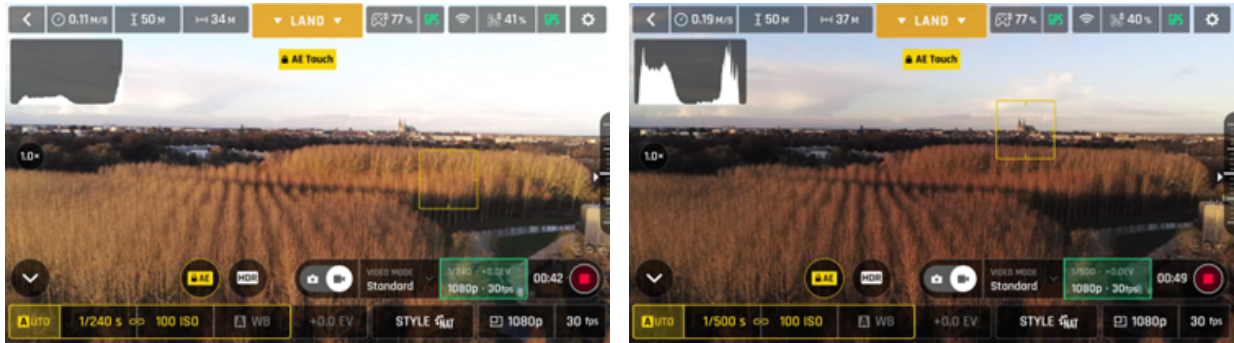 0.11 M/S 50 M 34 M LAND 77 % GPS 41 % GPS
AE Touch
1.0×
AE HDR VIDEO MODE 1/240 · +0.0EV
Standard 1080p · 30fps 00:42
AUTO 1/240 s 100 ISO A WB +0.0 EV STYLE NAT 1080p 30 fps
0.19 M/S 50 M 37 M LAND 77 % GPS 40 % GPS
AE Touch
1.0×
AE HDR VIDEO MODE 1/500 · +0.0EV
Standard 1080p · 30fps 00:49
AUTO 1/500 s 100 ISO A WB +0.0 EV STYLE NAT 1080p 30 fps